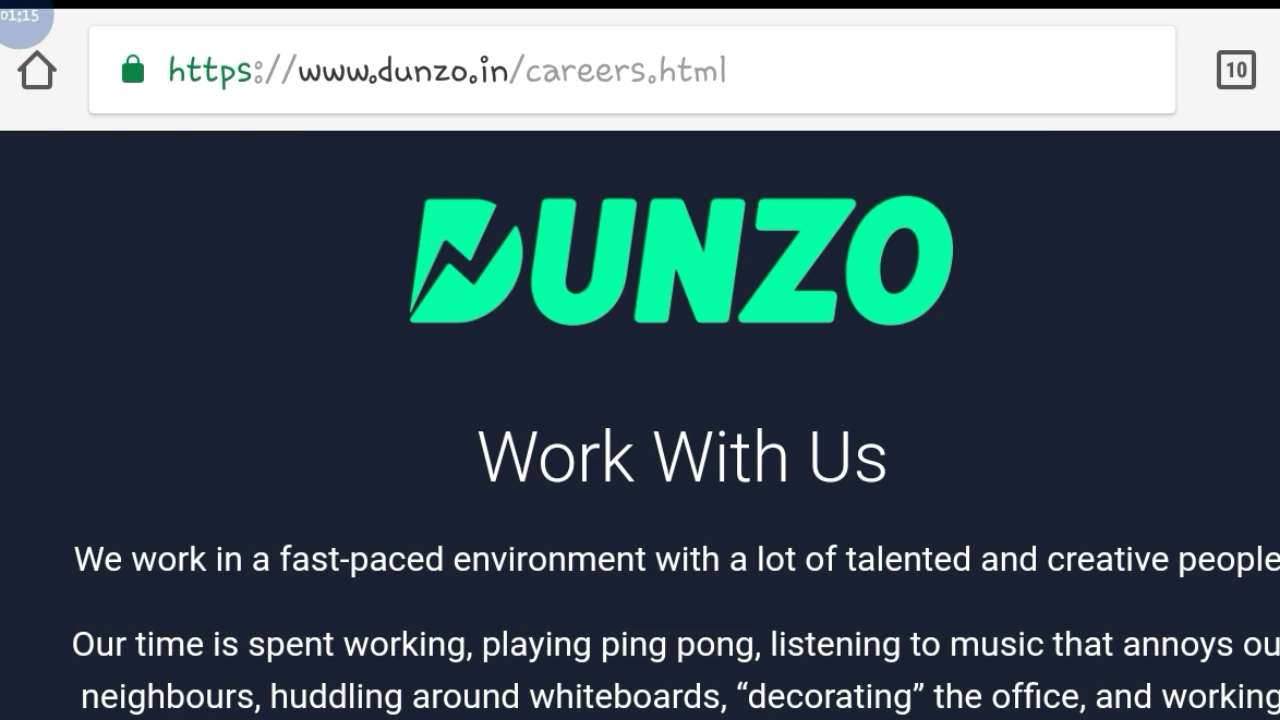 01:15
https://www.dunzo.in/careers.html
10
DUNZO
Work With Us
We work in a fast-paced environment with a lot of talented and creative people
Our time is spent working, playing ping pong, listening to music that annoys ou
neighbours, huddling around whiteboards, “decorating” the office, and working